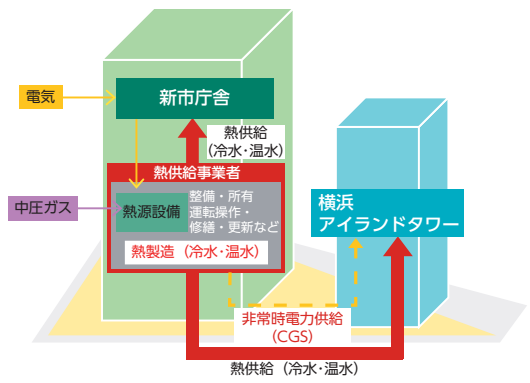 電気
新市庁舎
熱供給
(冷水･温水)
熱供給事業者
中圧ガス
熱源設備
整備・所有
運転操作・
修繕・更新など
熱製造（冷水･温水）
横浜
アイランドタワー
非常時電力供給
(CGS)
熱供給（冷水･温水）